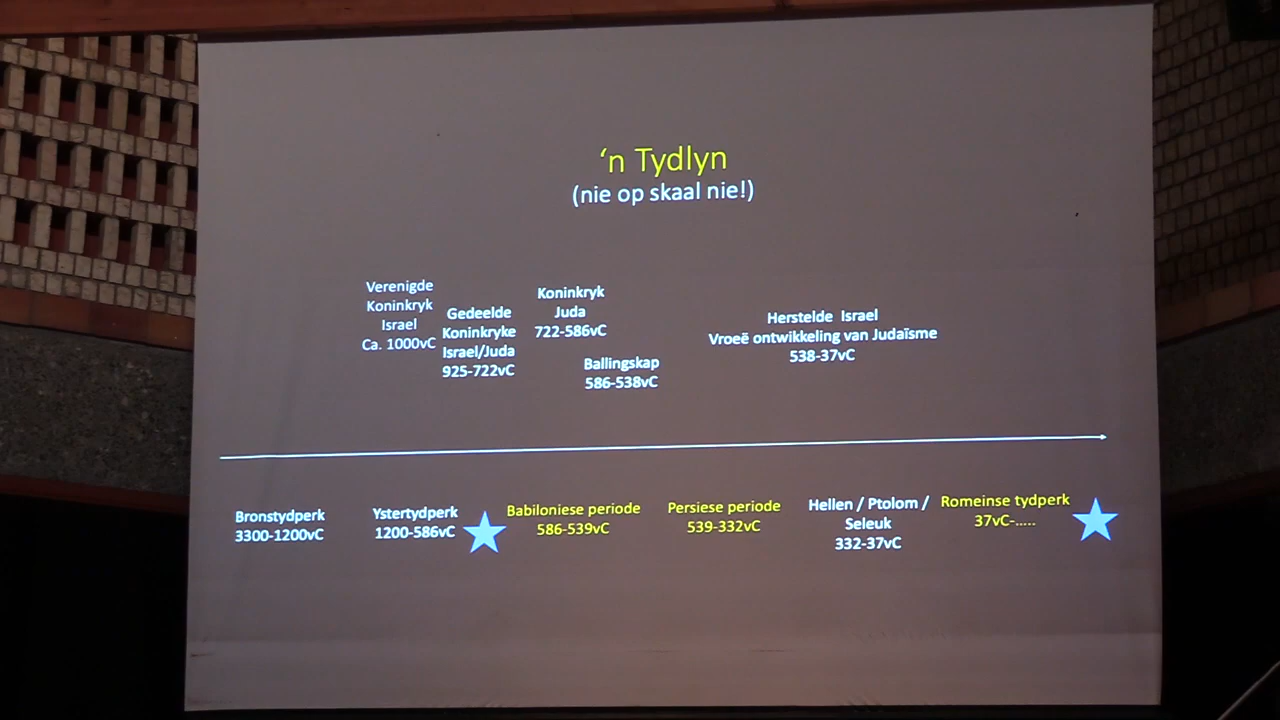 ‘n Tydlyn
(nie op skaal nie!)
Verenigde
Koninkryk
Israel
Ca. 1000vC
Gedeelde
Koninkryke
Israel/Juda
925-722vC
Koninkryk
Juda
722-586vC
Ballingskap
586-538vC
Herstelde Israel
Vroeë ontwikkeling van Judaïsme
538-37vC
Bronstydperk
3300-1200vC
Ystertydperk
1200-586vC
Babiloniese periode
586-539vC
Persiese periode
539-332vC
Hellen / Ptolom /
Seleuk
332-37vC
Romeinse tydperk
37vC-.....